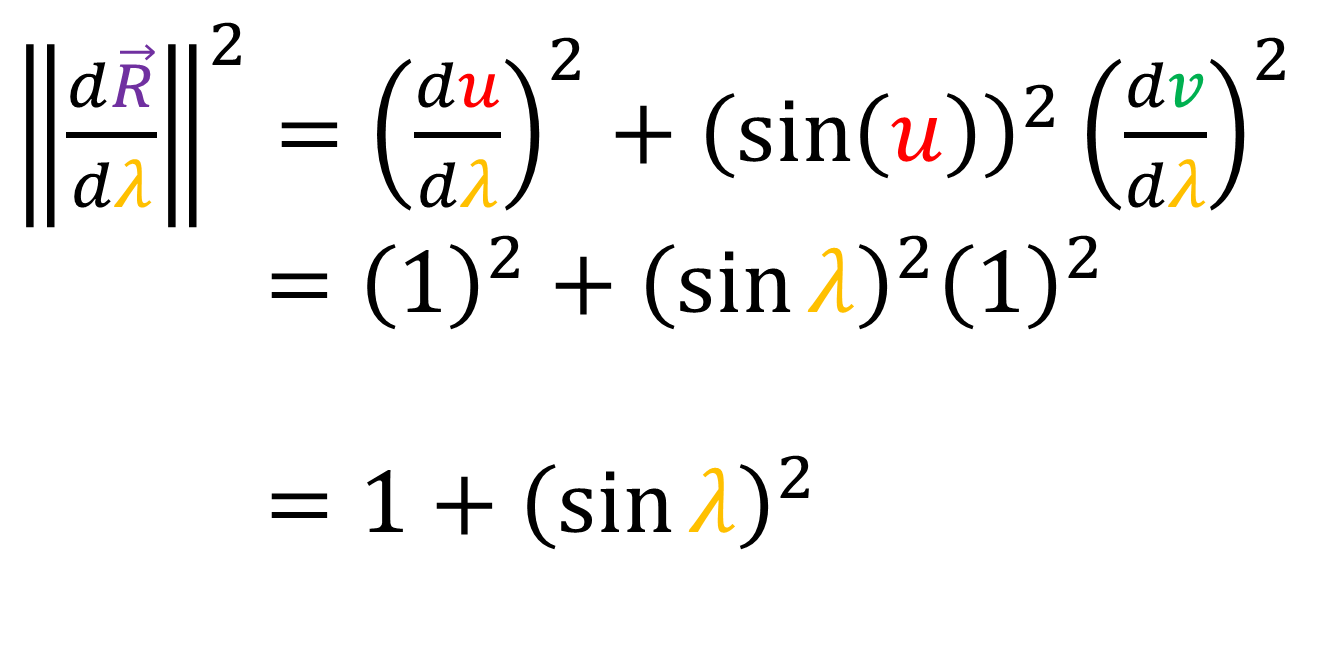 ‖dR⃗/dλ‖² = (du/dλ)² + (sin(u))² (dv/dλ)²
= (1)² + (sin λ)²(1)²
= 1 + (sin λ)²